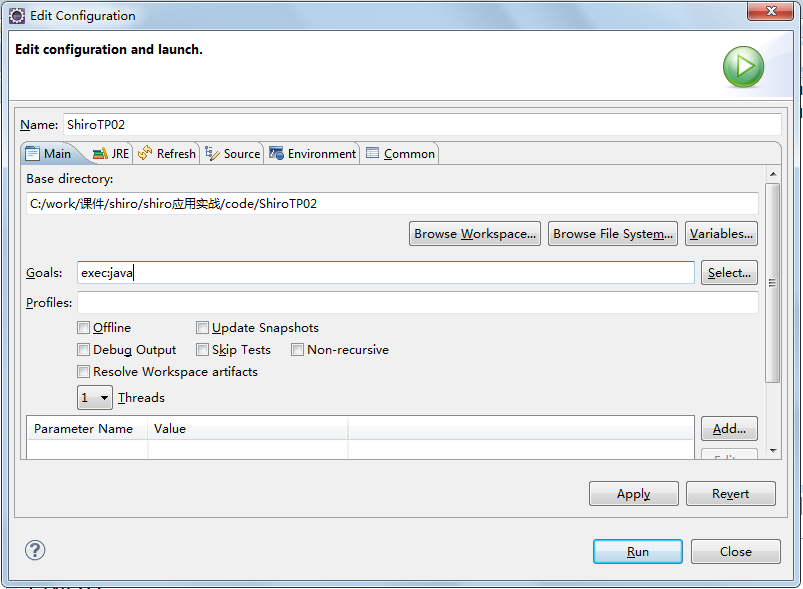 Edit Configuration
Edit configuration and launch.
Name: ShiroTP02
Main JRE Refresh Source Environment Common
Base directory:
C:/work/课件/shiro/shiro应用实战/code/ShiroTP02
Browse Workspace... Browse File System... Variables...
Goals: exec:java Select...
Profiles:
Offline Update Snapshots
Debug Output Skip Tests Non-recursive
Resolve Workspace artifacts
1 Threads
Parameter Name Value Add...
Apply Revert
Run Close